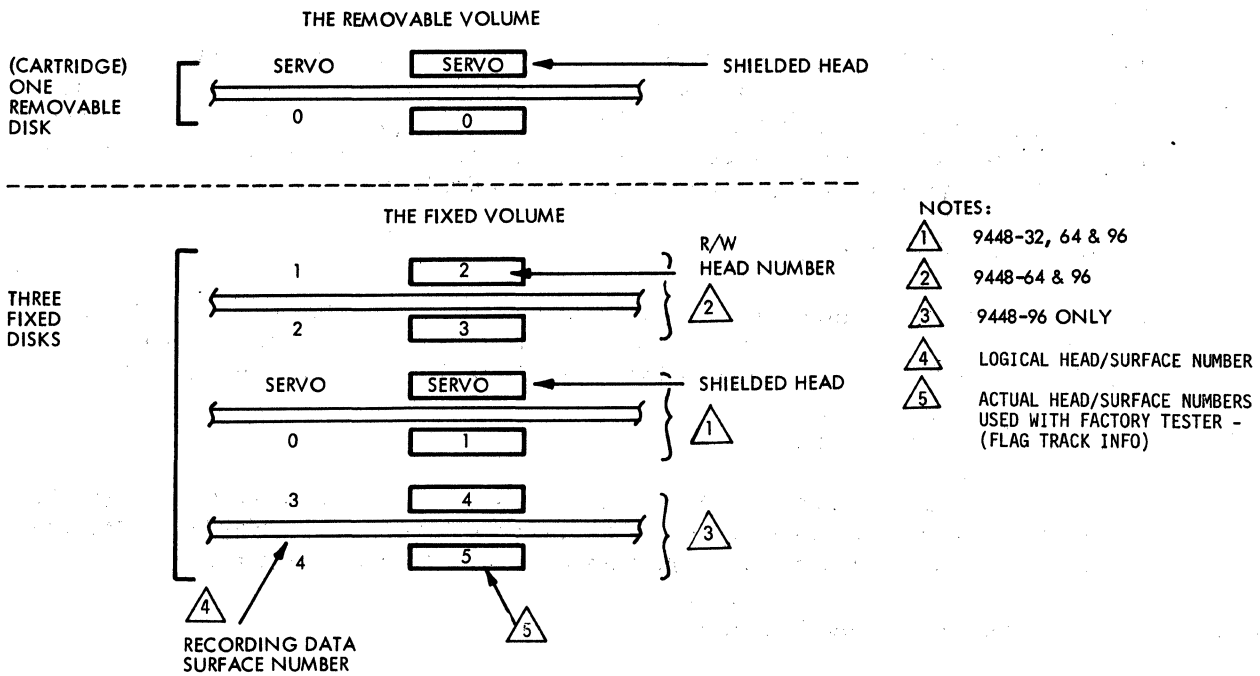 THE REMOVABLE VOLUME
(CARTRIDGE)
ONE
REMOVABLE
DISK
SERVO
SERVO
SHIELDED HEAD
0
0
THE FIXED VOLUME
THREE
FIXED
DISKS
1
2
R/W
HEAD NUMBER
2
3
2
SERVO
SERVO
SHIELDED HEAD
0
1
1
3
4
3
4
5
4
5
RECORDING DATA
SURFACE NUMBER
NOTES:
1 9448-32, 64 & 96
2 9448-64 & 96
3 9448-96 ONLY
4 LOGICAL HEAD/SURFACE NUMBER
5 ACTUAL HEAD/SURFACE NUMBERS
USED WITH FACTORY TESTER -
(FLAG TRACK INFO)